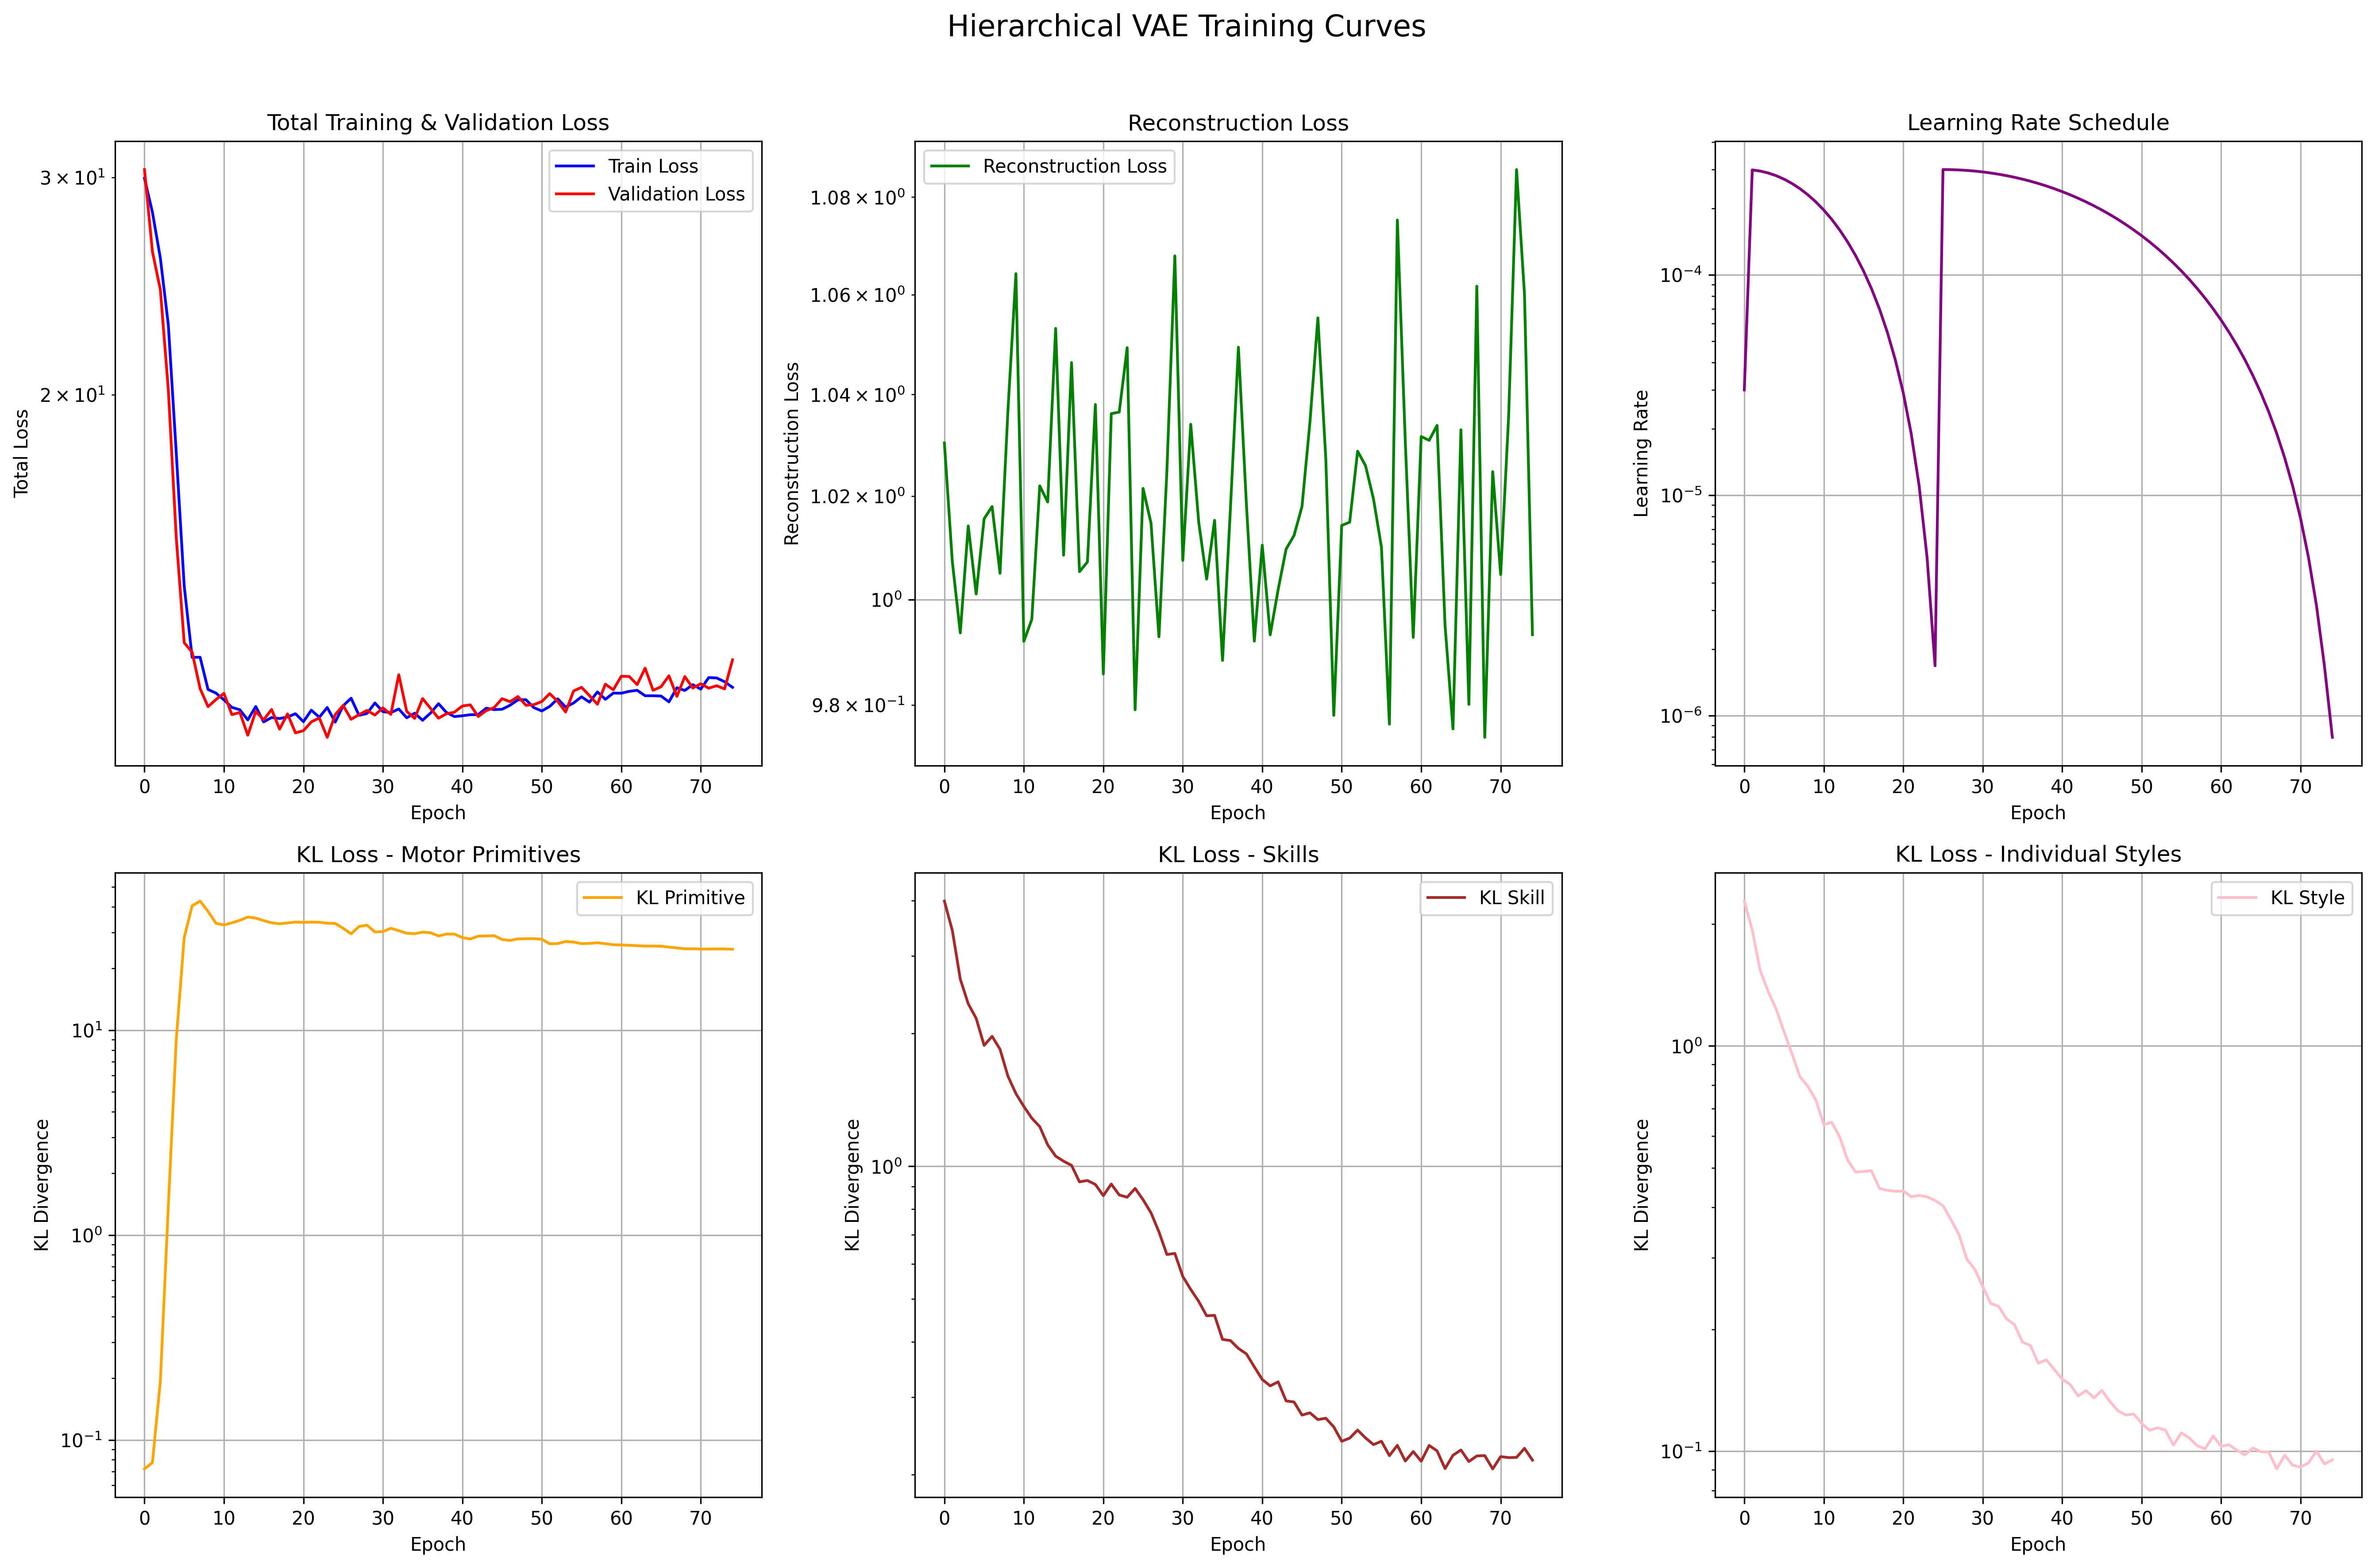 Hierarchical VAE Training Curves
Total Training & Validation Loss
Train Loss
Validation Loss
3 × 10¹
2 × 10¹
Total Loss
0 10 20 30 40 50 60 70
Epoch
Reconstruction Loss
Reconstruction Loss
1.08 × 10⁰
1.06 × 10⁰
1.04 × 10⁰
1.02 × 10⁰
10⁰
9.8 × 10⁻¹
Reconstruction Loss
0 10 20 30 40 50 60 70
Epoch
Learning Rate Schedule
10⁻⁴
10⁻⁵
10⁻⁶
Learning Rate
0 10 20 30 40 50 60 70
Epoch
KL Loss - Motor Primitives
KL Primitive
10¹
10⁰
10⁻¹
KL Divergence
0 10 20 30 40 50 60 70
Epoch
KL Loss - Skills
KL Skill
10⁰
KL Divergence
0 10 20 30 40 50 60 70
Epoch
KL Loss - Individual Styles
KL Style
10⁰
10⁻¹
KL Divergence
0 10 20 30 40 50 60 70
Epoch